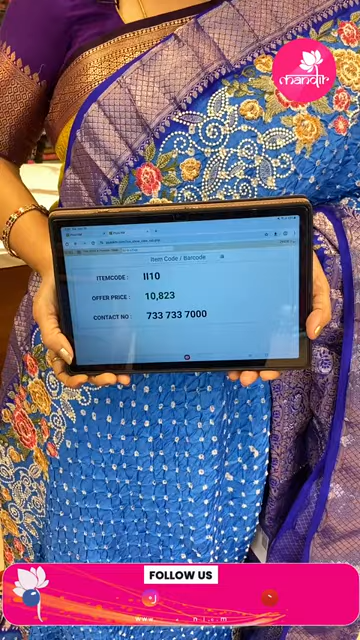 mandir
Item Code / Barcode
ITEMCODE : II10
OFFER PRICE : 10,823
CONTACT NO : 733 733 7000
FOLLOW US